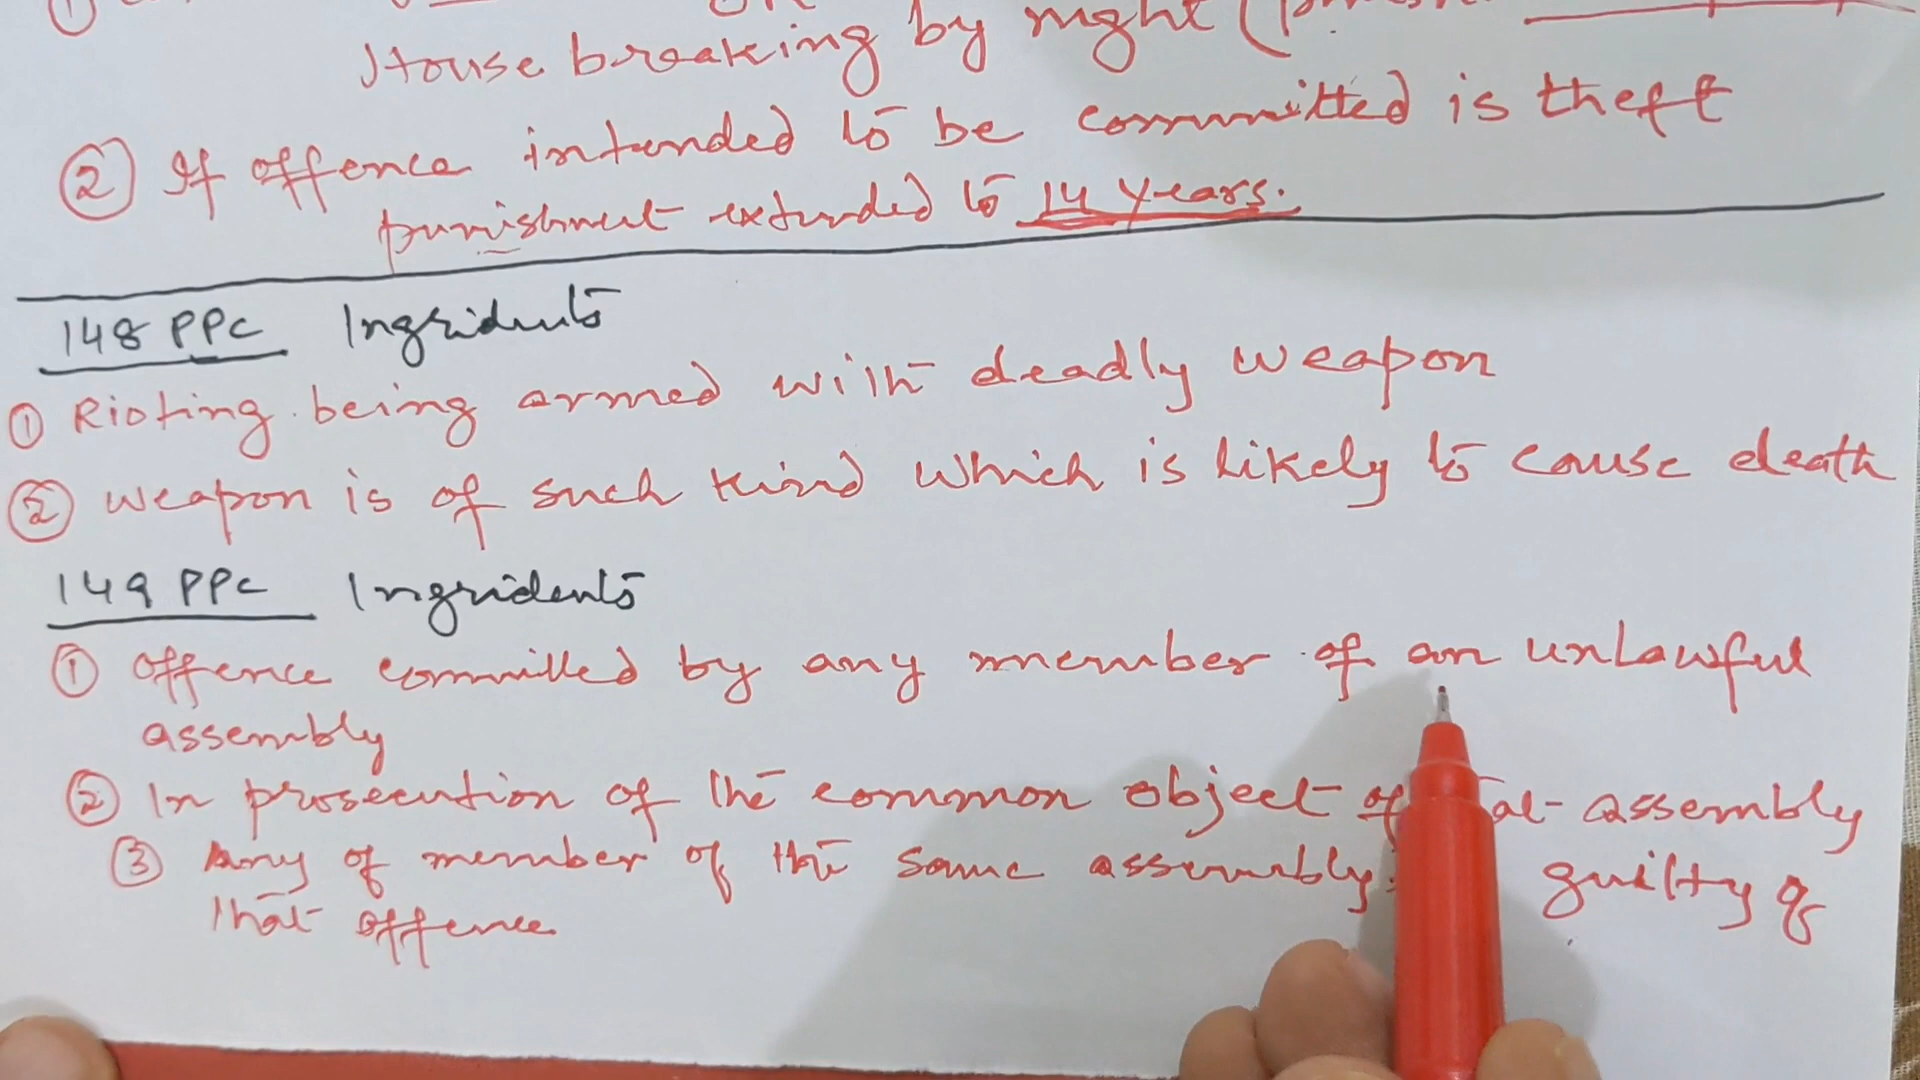 ①
House breaking by night (
② If offence intended to be committed is theft
punishment extended to 14 years.
148 PPC Ingridents
① Rioting being armed with deadly weapon
② weapon is of such kind which is likely to cause death
149 PPC Ingridents
① offence committed by any member of an unlawful
assembly
② In prosecution of the common object of assembly
③ Any of member of the same assembly guilty of
that offence